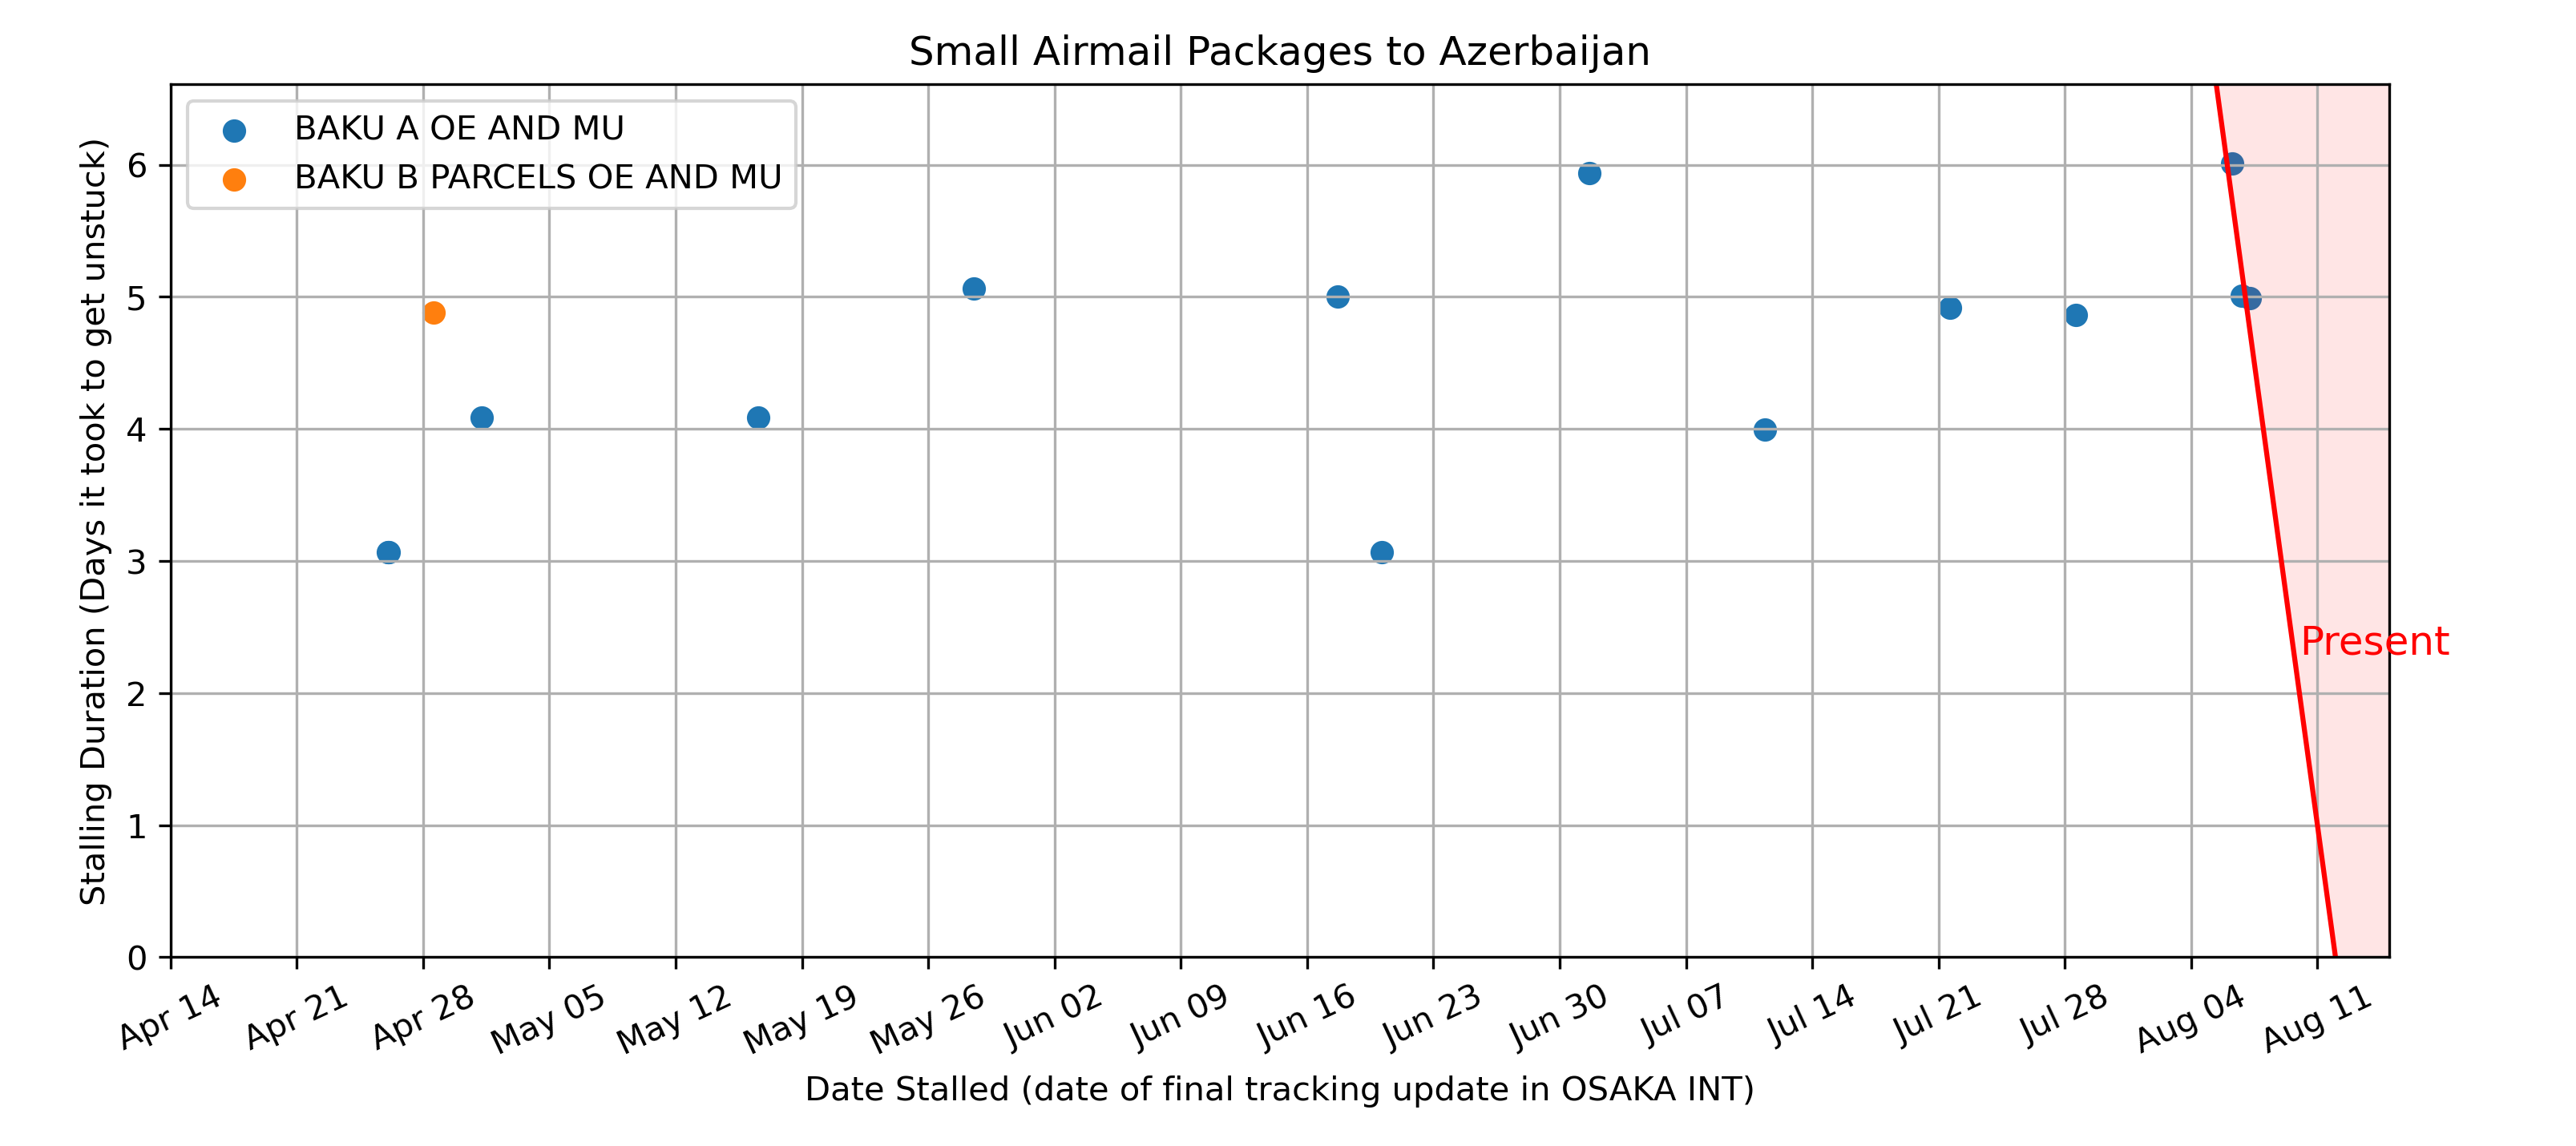 Small Airmail Packages to Azerbaijan
BAKU A OE AND MU
BAKU B PARCELS OE AND MU
Stalling Duration (Days it took to get unstuck)
6
5
4
3
2
1
0
Present
Apr 14
Apr 21
Apr 28
May 05
May 12
May 19
May 26
Jun 02
Jun 09
Jun 16
Jun 23
Jun 30
Jul 07
Jul 14
Jul 21
Jul 28
Aug 04
Aug 11
Date Stalled (date of final tracking update in OSAKA INT)